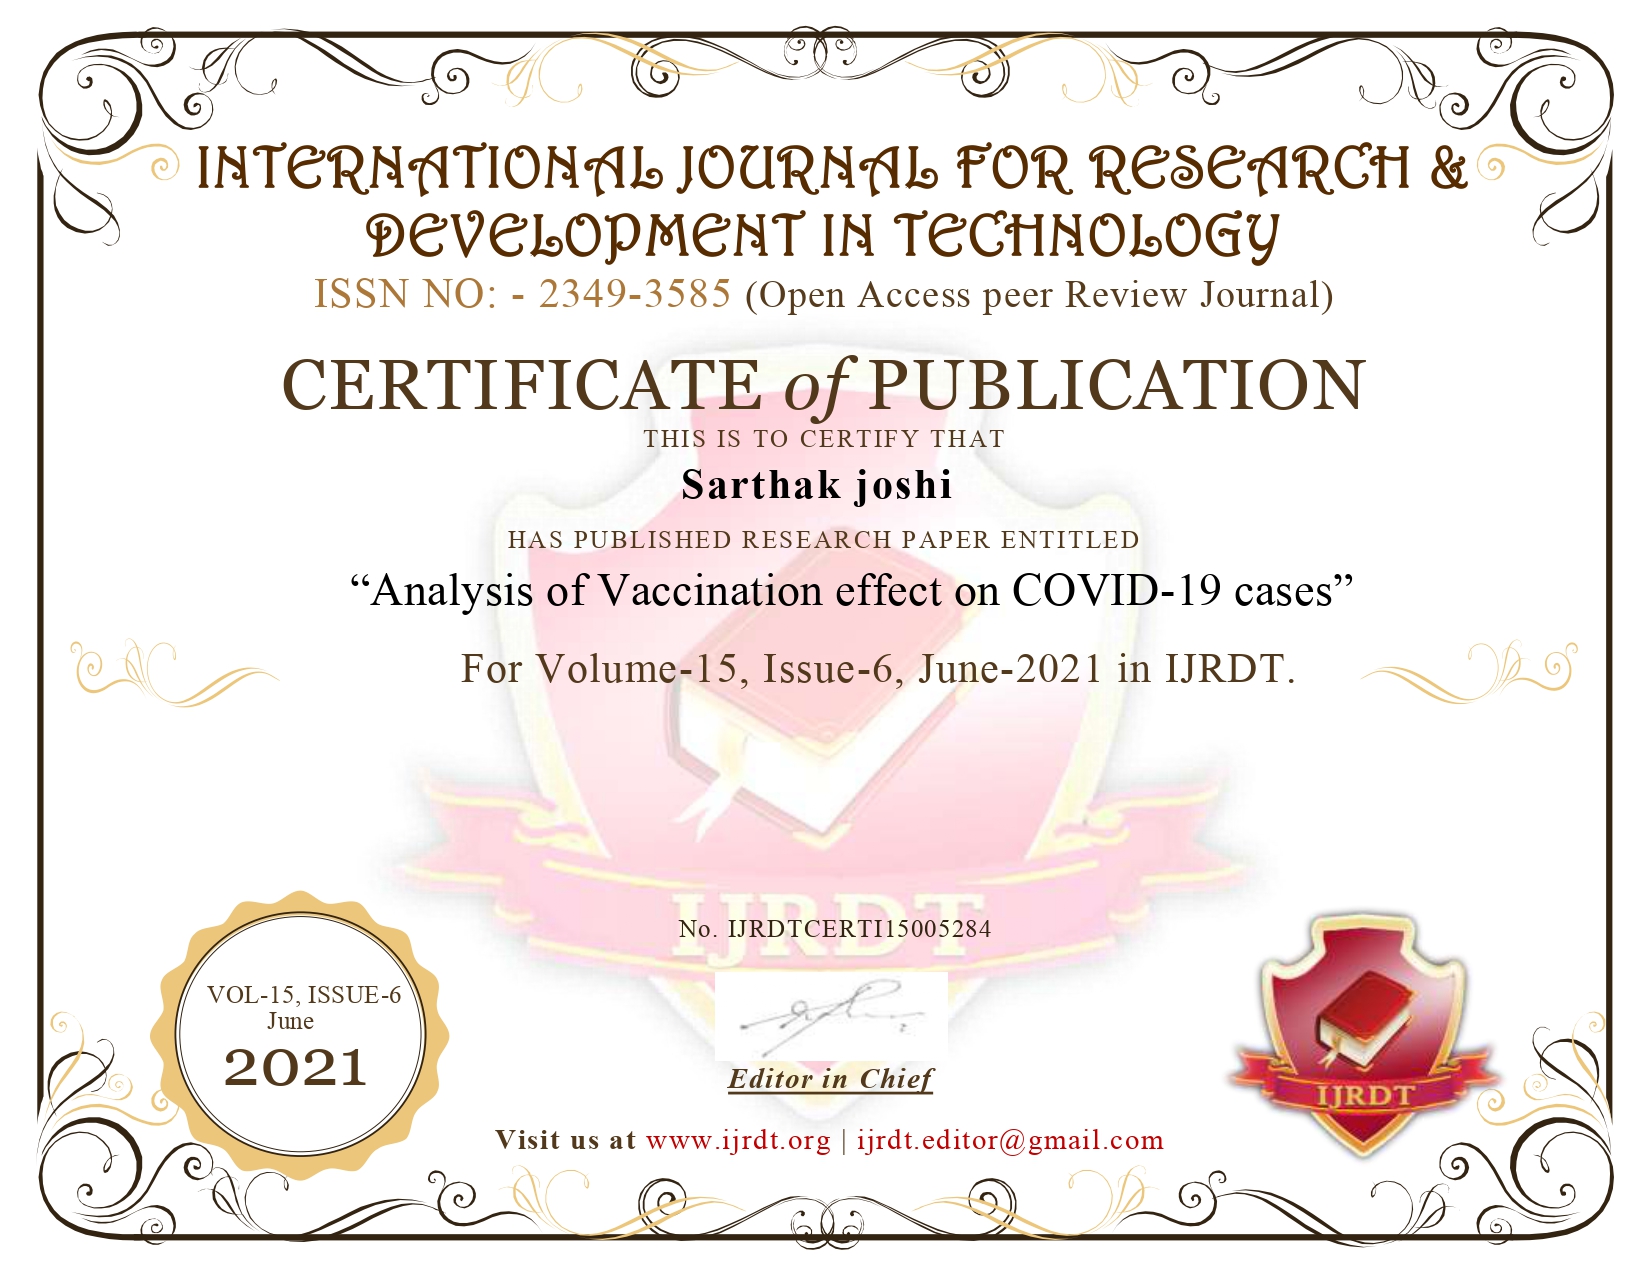 INTERNATIONAL JOURNAL FOR RESEARCH &
DEVELOPMENT IN TECHNOLOGY
ISSN NO: - 2349-3585 (Open Access peer Review Journal)
CERTIFICATE of PUBLICATION
THIS IS TO CERTIFY THAT
Sarthak joshi
HAS PUBLISHED RESEARCH PAPER ENTITLED
“Analysis of Vaccination effect on COVID-19 cases”
For Volume-15, Issue-6, June-2021 in IJRDT.
IJRDT
No. IJRDTCERTI15005284
VOL-15, ISSUE-6
June
2021
Editor in Chief
IJRDT
Visit us at www.ijrdt.org | ijrdt.editor@gmail.com